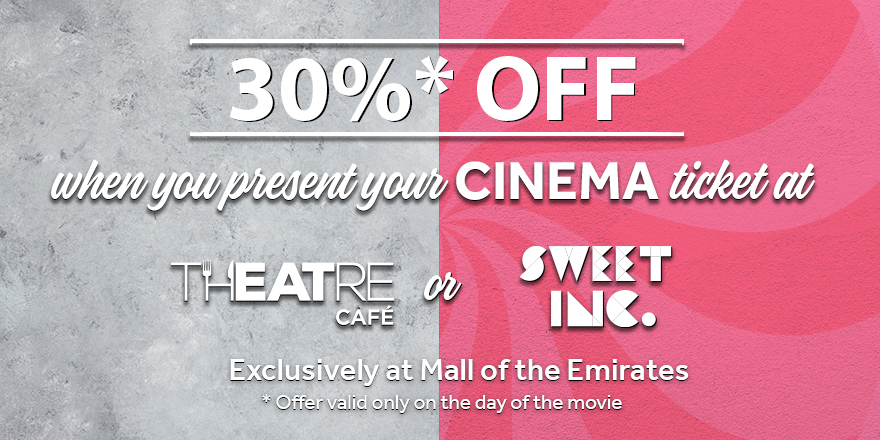 30%* OFF
when you present your CINEMA ticket at
THEATRE CAFÉ or SWEET INC.
Exclusively at Mall of the Emirates
* Offer valid only on the day of the movie